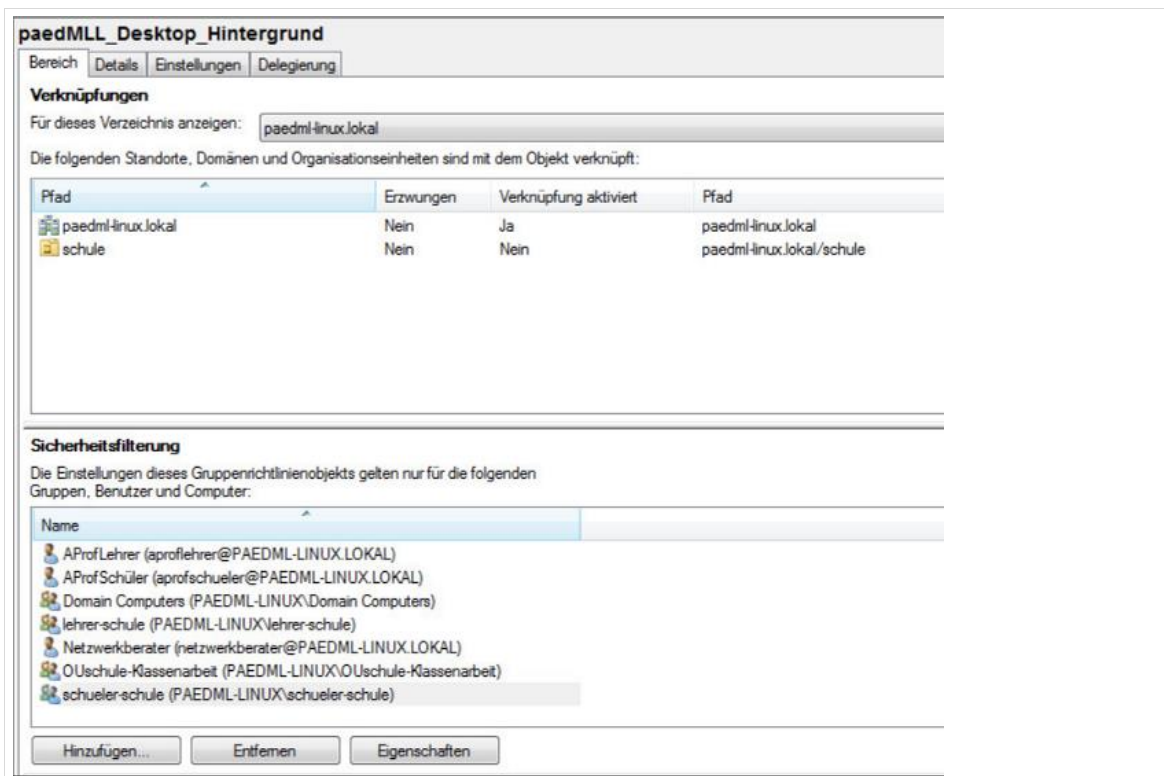 paedMLL_Desktop_Hintergrund
Bereich Details Einstellungen Delegierung
Verknüpfungen
Für dieses Verzeichnis anzeigen: paedml-linux.lokal
Die folgenden Standorte, Domänen und Organisationseinheiten sind mit dem Objekt verknüpft:
Pfad Erzwungen Verknüpfung aktiviert Pfad
paedml-linux.lokal Nein Ja paedml-linux.lokal
schule Nein Nein paedml-linux.lokal/schule
Sicherheitsfilterung
Die Einstellungen dieses Gruppenrichtlinienobjekts gelten nur für die folgenden
Gruppen, Benutzer und Computer:
Name
AProfLehrer (aproflehrer@PAEDML-LINUX.LOKAL)
AProfSchüler (aprofschueler@PAEDML-LINUX.LOKAL)
Domain Computers (PAEDML-LINUX\Domain Computers)
lehrer-schule (PAEDML-LINUX\lehrer-schule)
Netzwerkberater (netzwerkberater@PAEDML-LINUX.LOKAL)
OUschule-Klassenarbeit (PAEDML-LINUX\OUschule-Klassenarbeit)
schueler-schule (PAEDML-LINUX\schueler-schule)
Hinzufügen... Entfernen Eigenschaften